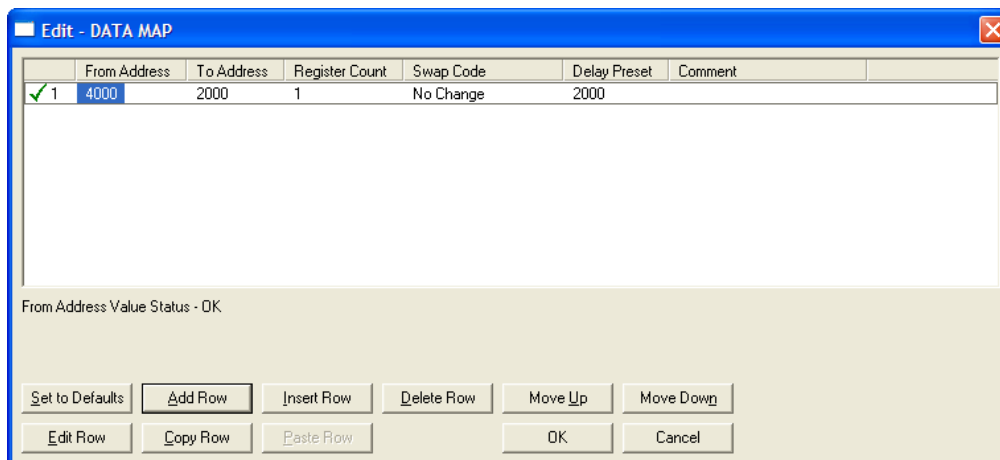 Edit - DATA MAP
From Address To Address Register Count Swap Code Delay Preset Comment
1 4000 2000 1 No Change 2000
From Address Value Status - OK
Set to Defaults Add Row Insert Row Delete Row Move Up Move Down
Edit Row Copy Row Paste Row OK Cancel